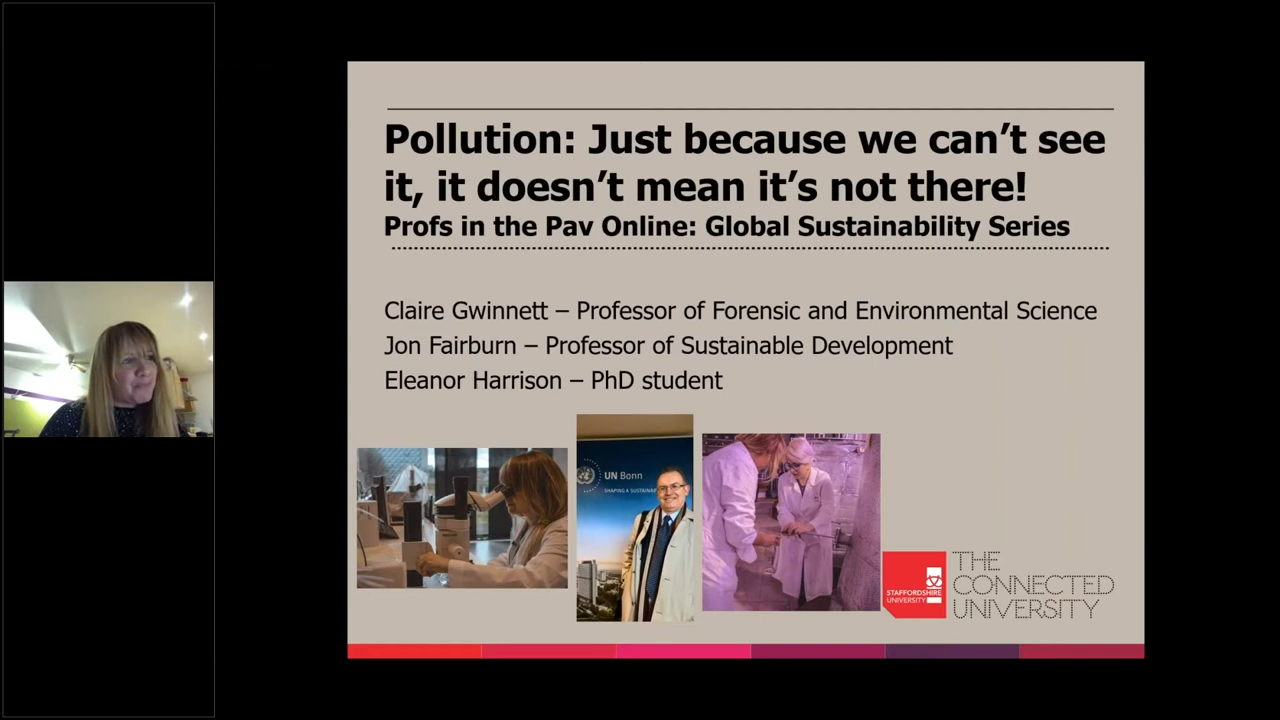 Pollution: Just because we can’t see
it, it doesn’t mean it’s not there!
Profs in the Pav Online: Global Sustainability Series
Claire Gwinnett – Professor of Forensic and Environmental Science
Jon Fairburn – Professor of Sustainable Development
Eleanor Harrison – PhD student
UN Bonn
SHAPING A SUSTAINAB
STAFFORDSHIRE
UNIVERSITY
THE
CONNECTED
UNIVERSITY